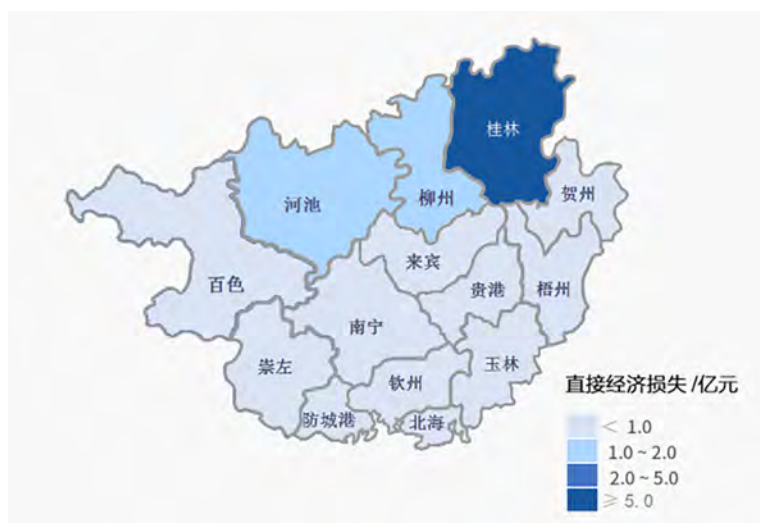 桂林
贺州
柳州
河池
来宾
百色
贵港
梧州
南宁
崇左
玉林
钦州
防城港
北海
直接经济损失/亿元
< 1.0
1.0 ~ 2.0
2.0 ~ 5.0
≥ 5.0